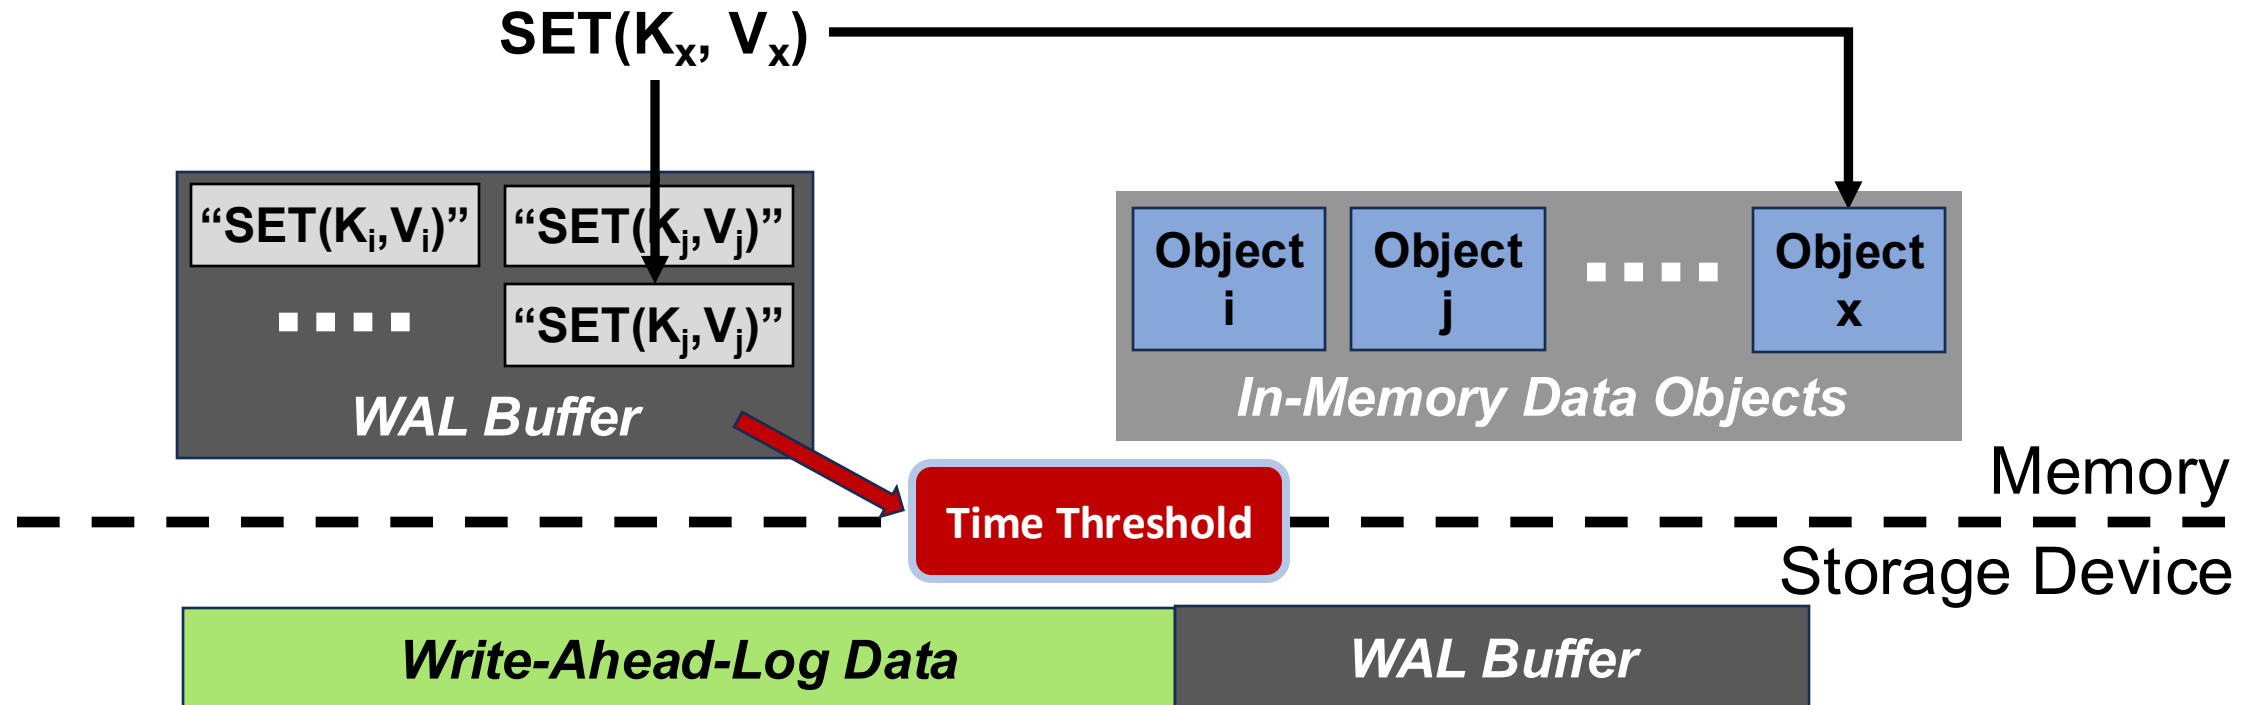 SET(Kx, Vx)
“SET(Ki,Vi)”
“SET(Kj,Vj)”
“SET(Kj,Vj)”
WAL Buffer
Object
i
Object
j
Object
x
In-Memory Data Objects
Memory
Time Threshold
Storage Device
Write-Ahead-Log Data
WAL Buffer